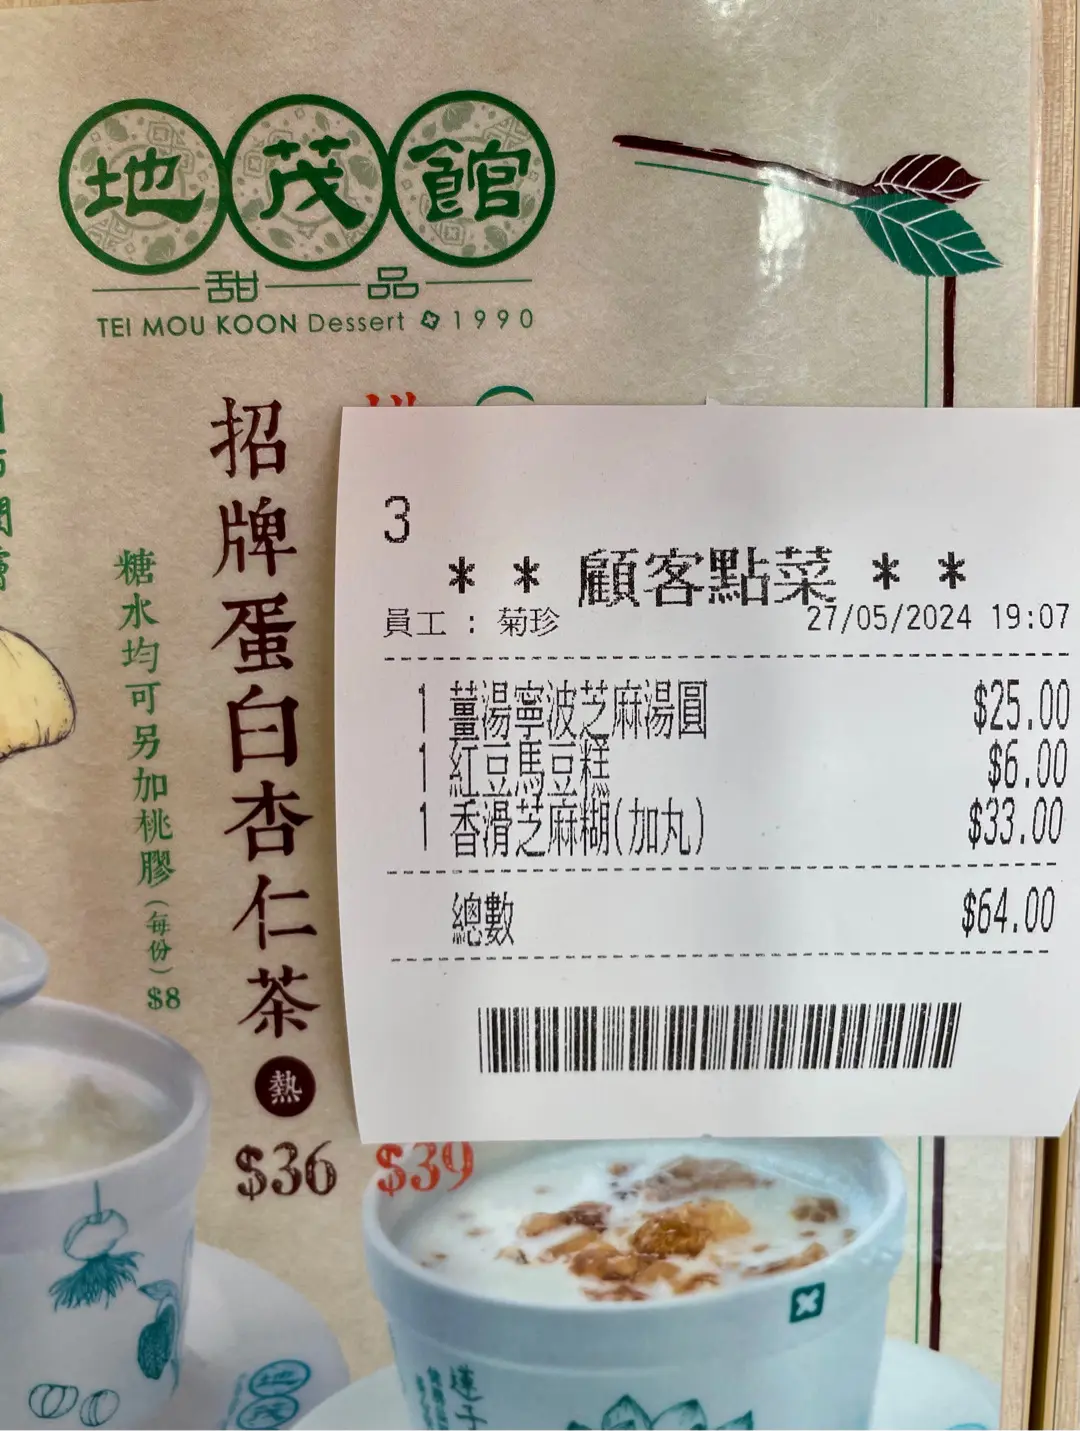 地茂館
甜品
TEI MOU KOON Dessert 1990
招牌蛋白杏仁茶
熱
$36
糖水均可另加桃膠(每份)$8
$39
3
** 顧客點菜 **
員工：菊珍 27/05/2024 19:07
1 薑湯寧波芝麻湯圓 $25.00
1 紅豆馬豆糕 $6.00
1 香滑芝麻糊(加丸) $33.00
總數 $64.00
蓮子
地茂